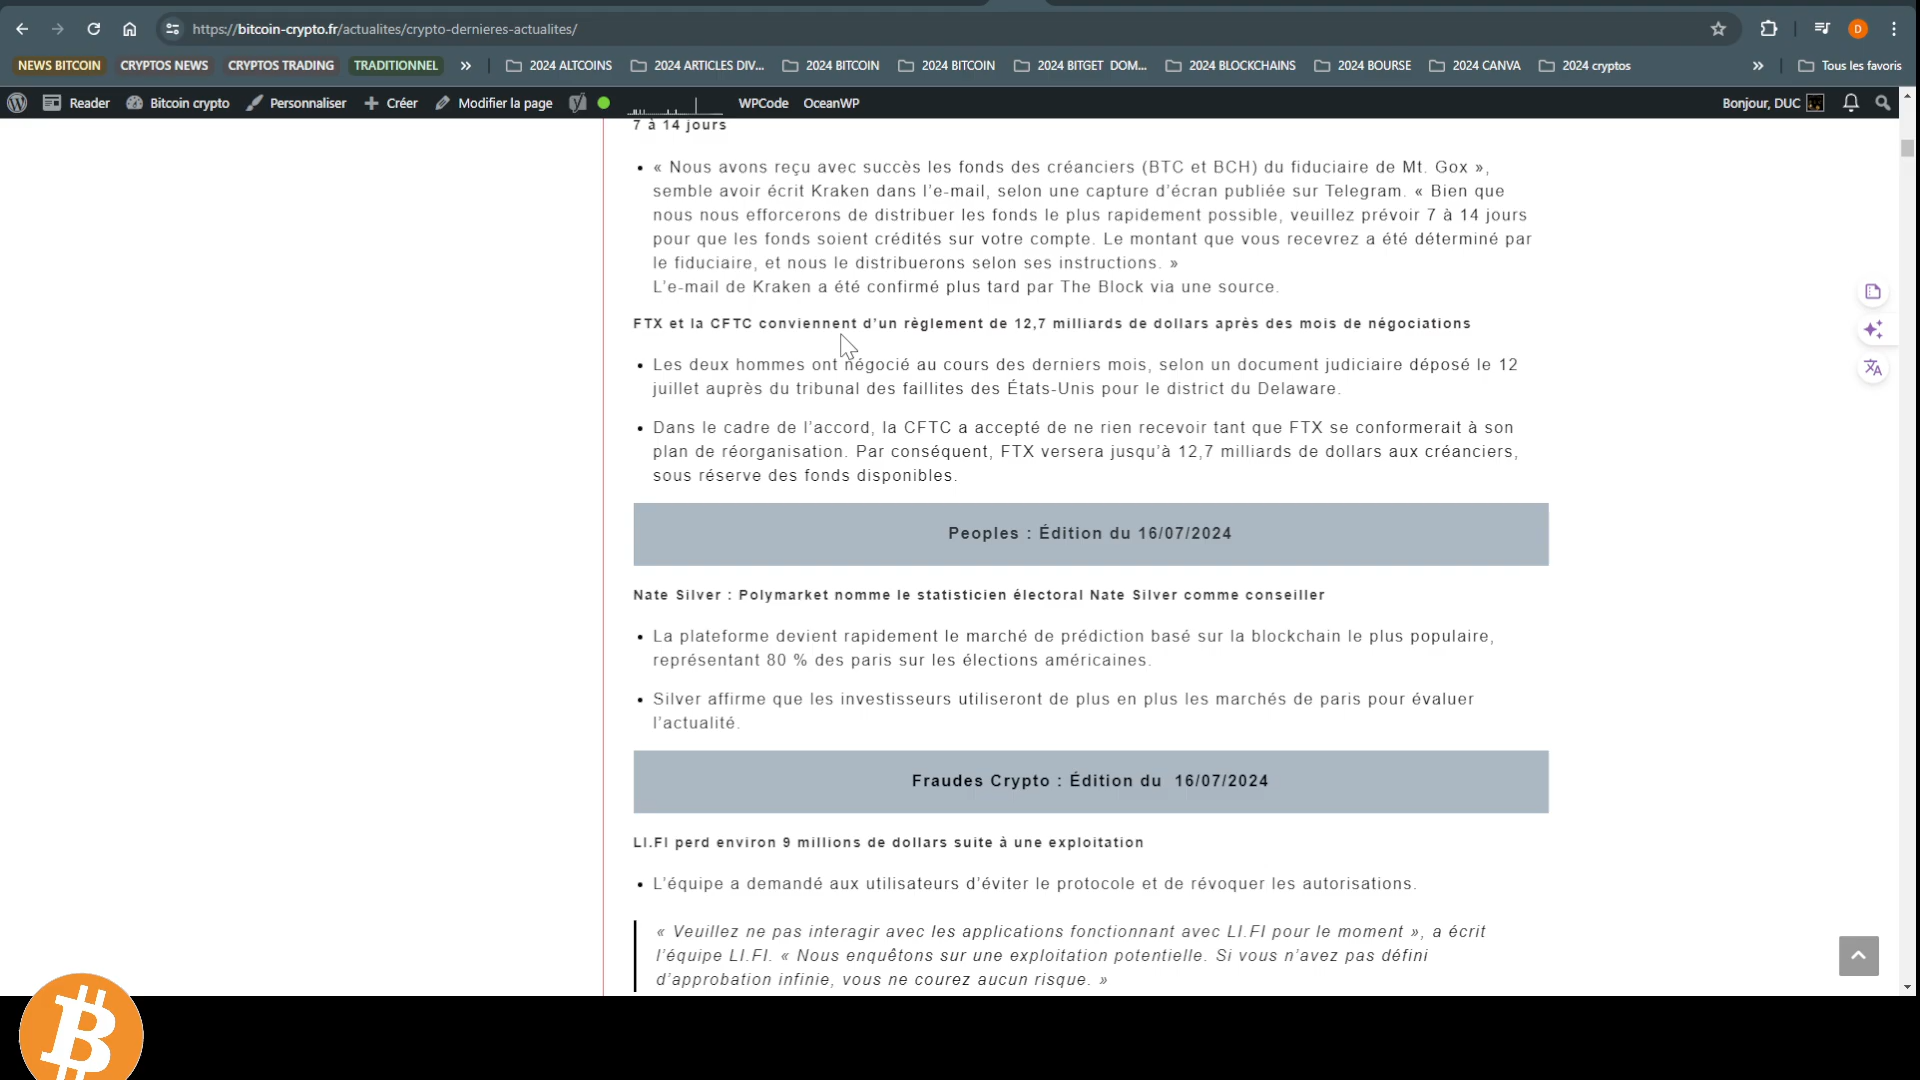 https://bitcoin-crypto.fr/actualites/crypto-dernieres-actualites/
D
NEWS BITCOIN CRYPTOS NEWS CRYPTOS TRADING TRADITIONNEL » 2024 ALTCOINS 2024 ARTICLES DIV... 2024 BITCOIN 2024 BITCOIN 2024 BITGET DOM... 2024 BLOCKCHAINS 2024 BOURSE 2024 CANVA 2024 cryptos » Tous les favoris
Reader Bitcoin crypto Personnaliser Créer Modifier la page WPCode OceanWP Bonjour, DUC
7 à 14 jours
• « Nous avons reçu avec succès les fonds des créanciers (BTC et BCH) du fiduciaire de Mt. Gox »,
semble avoir écrit Kraken dans l’e-mail, selon une capture d’écran publiée sur Telegram. « Bien que
nous nous efforcerons de distribuer les fonds le plus rapidement possible, veuillez prévoir 7 à 14 jours
pour que les fonds soient crédités sur votre compte. Le montant que vous recevrez a été déterminé par
le fiduciaire, et nous le distribuerons selon ses instructions. »
L’e-mail de Kraken a été confirmé plus tard par The Block via une source.
FTX et la CFTC conviennent d’un règlement de 12,7 milliards de dollars après des mois de négociations
• Les deux hommes ont négocié au cours des derniers mois, selon un document judiciaire déposé le 12
juillet auprès du tribunal des faillites des États-Unis pour le district du Delaware.
• Dans le cadre de l’accord, la CFTC a accepté de ne rien recevoir tant que FTX se conformerait à son
plan de réorganisation. Par conséquent, FTX versera jusqu’à 12,7 milliards de dollars aux créanciers,
sous réserve des fonds disponibles.
Peoples : Édition du 16/07/2024
Nate Silver : Polymarket nomme le statisticien électoral Nate Silver comme conseiller
• La plateforme devient rapidement le marché de prédiction basé sur la blockchain le plus populaire,
représentant 80 % des paris sur les élections américaines.
• Silver affirme que les investisseurs utiliseront de plus en plus les marchés de paris pour évaluer
l’actualité.
Fraudes Crypto : Édition du 16/07/2024
LI.FI perd environ 9 millions de dollars suite à une exploitation
• L’équipe a demandé aux utilisateurs d’éviter le protocole et de révoquer les autorisations.
« Veuillez ne pas interagir avec les applications fonctionnant avec LI.FI pour le moment », a écrit
l’équipe LI.FI. « Nous enquêtons sur une exploitation potentielle. Si vous n’avez pas défini
d’approbation infinie, vous ne courez aucun risque. »